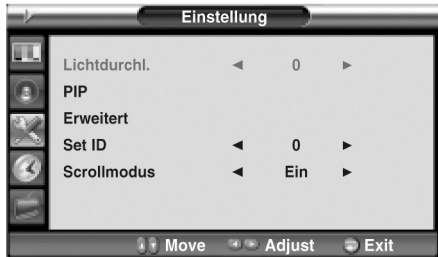 Einstellung
Lichtdurchl. ◄ 0 ►
PIP
Erweitert
Set ID ◄ 0 ►
Scrollmodus ◄ Ein ►
Move Adjust Exit